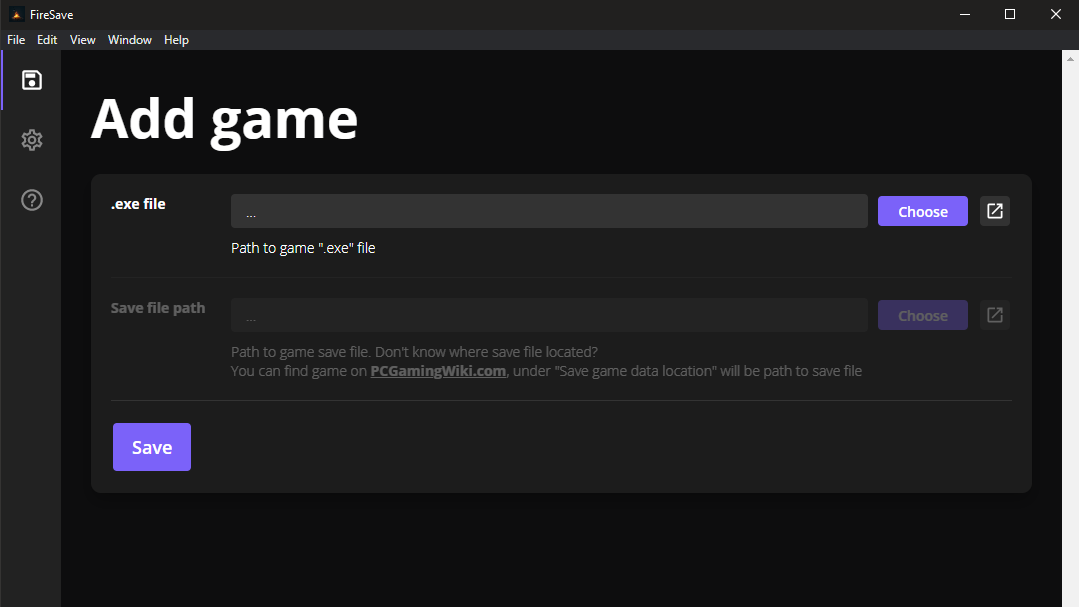 FireSave
File Edit View Window Help
Add game
.exe file
...
Choose
Path to game ".exe" file
Save file path
...
Choose
Path to game save file. Don't know where save file located?
You can find game on PCGamingWiki.com, under "Save game data location" will be path to save file
Save